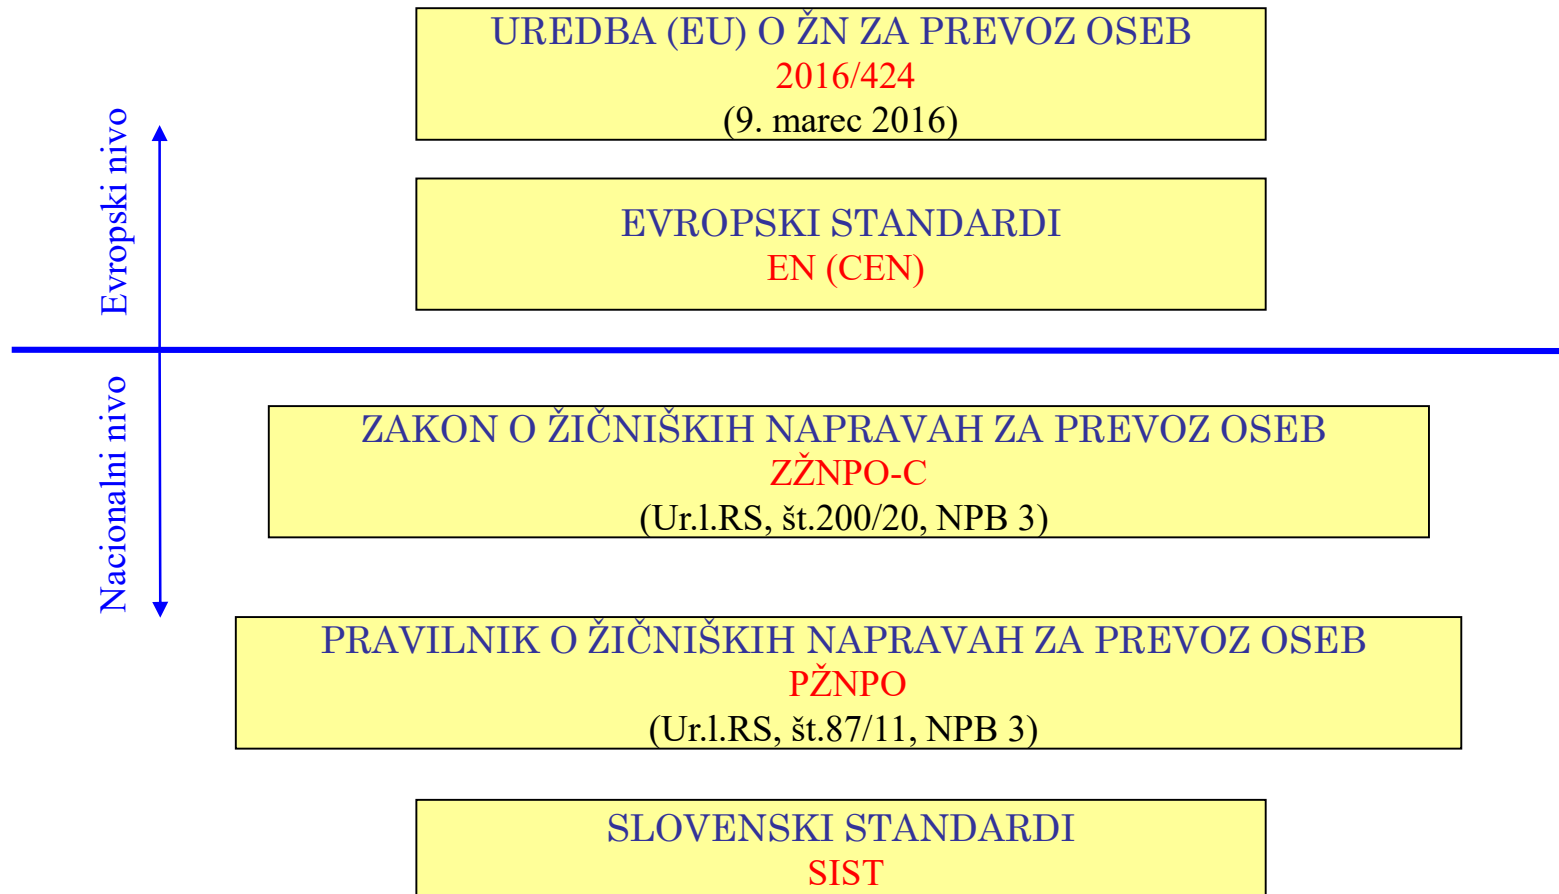 UREDBA (EU) O ŽN ZA PREVOZ OSEB
2016/424
(9. marec 2016)
Evropski nivo
EVROPSKI STANDARDI
EN (CEN)
Nacionalni nivo
ZAKON O ŽIČNIŠKIH NAPRAVAH ZA PREVOZ OSEB
ZŽNPO-C
(Ur.l.RS, št.200/20, NPB 3)
PRAVILNIK O ŽIČNIŠKIH NAPRAVAH ZA PREVOZ OSEB
PŽNPO
(Ur.l.RS, št.87/11, NPB 3)
SLOVENSKI STANDARDI
SIST